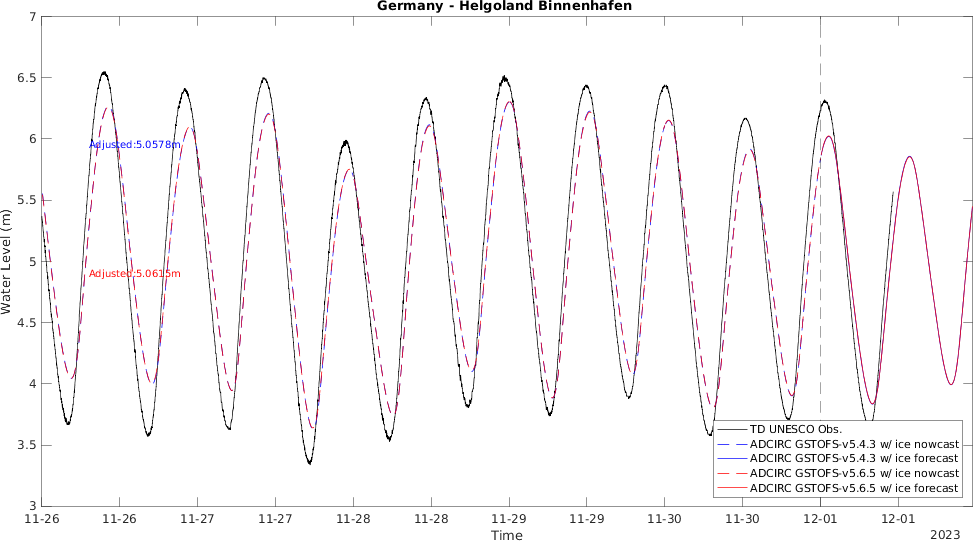 Germany - Helgoland Binnenhafen
7
6.5
6
5.5
5
4.5
4
3.5
3
Water Level (m)
Adjusted:5.0578m
Adjusted:5.0615m
TD UNESCO Obs.
ADCIRC GSTOFS-v5.4.3 w/ ice nowcast
ADCIRC GSTOFS-v5.4.3 w/ ice forecast
ADCIRC GSTOFS-v5.6.5 w/ ice nowcast
ADCIRC GSTOFS-v5.6.5 w/ ice forecast
11-26 11-26 11-27 11-27 11-28 11-28 11-29 11-29 11-30 11-30 12-01 12-01
Time
2023